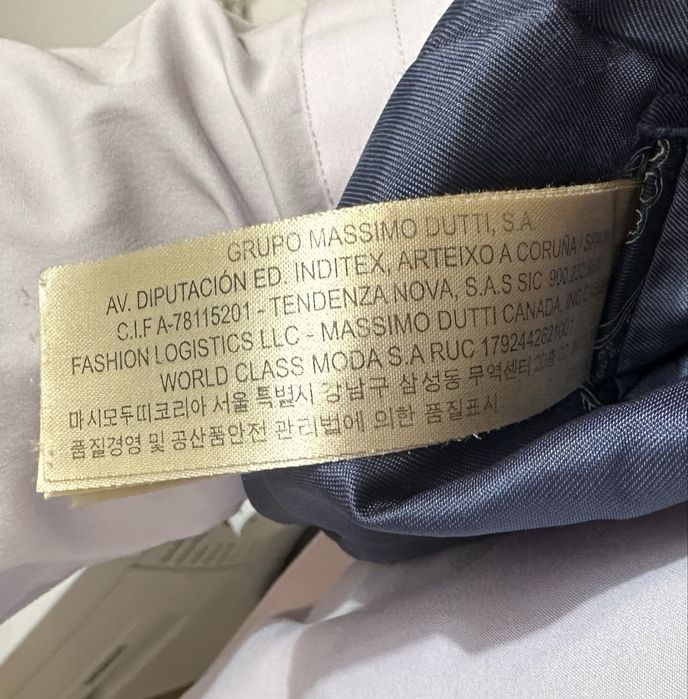 GRUPO MASSIMO DUTTI, S.A.
AV. DIPUTACIÓN ED. INDITEX, ARTEIXO A CORUÑA / SPAIN
C.I.F A-78115201 - TENDENZA NOVA, S.A.S SIC 900.
FASHION LOGISTICS LLC - MASSIMO DUTTI CANADA, INC
WORLD CLASS MODA S.A RUC 1792442621001
마시모두띠코리아 서울 특별시 강남구 삼성동 무역센터
품질경영 및 공산품안전 관리법에 의한 품질표시